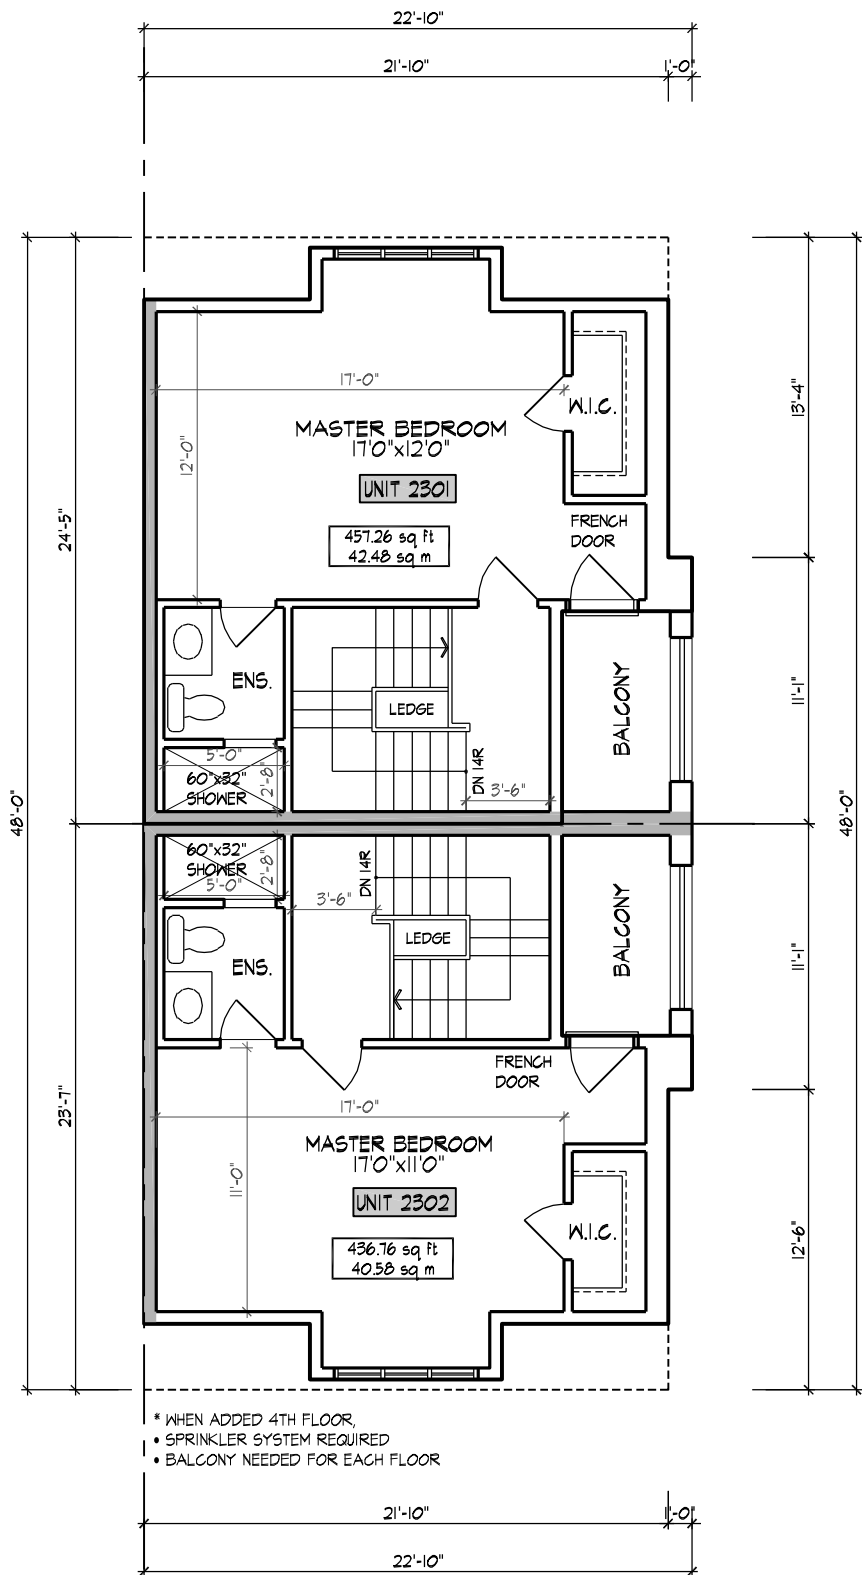 22'-10"
21'-10"
1'-0"
17'-0"
W.I.C.
13'-4"
12'-0"
MASTER BEDROOM
17'0"x12'0"
UNIT 2301
24'-5"
457.26 sq ft
42.48 sq m
FRENCH
DOOR
ENS.
BALCONY
11'-1"
LEDGE
5'-0"
60"x32"
SHOWER
2'-8"
DN 14R
3'-6"
48'-0"
48'-0"
60"x32"
SHOWER
5'-0"
2'-8"
DN 14R
3'-6"
LEDGE
BALCONY
11'-1"
ENS.
FRENCH
DOOR
23'-7"
17'-0"
MASTER BEDROOM
17'0"x11'0"
11'-0"
UNIT 2302
W.I.C.
12'-6"
436.76 sq ft
40.58 sq m
* WHEN ADDED 4TH FLOOR,
• SPRINKLER SYSTEM REQUIRED
• BALCONY NEEDED FOR EACH FLOOR
21'-10"
1'-0"
22'-10"